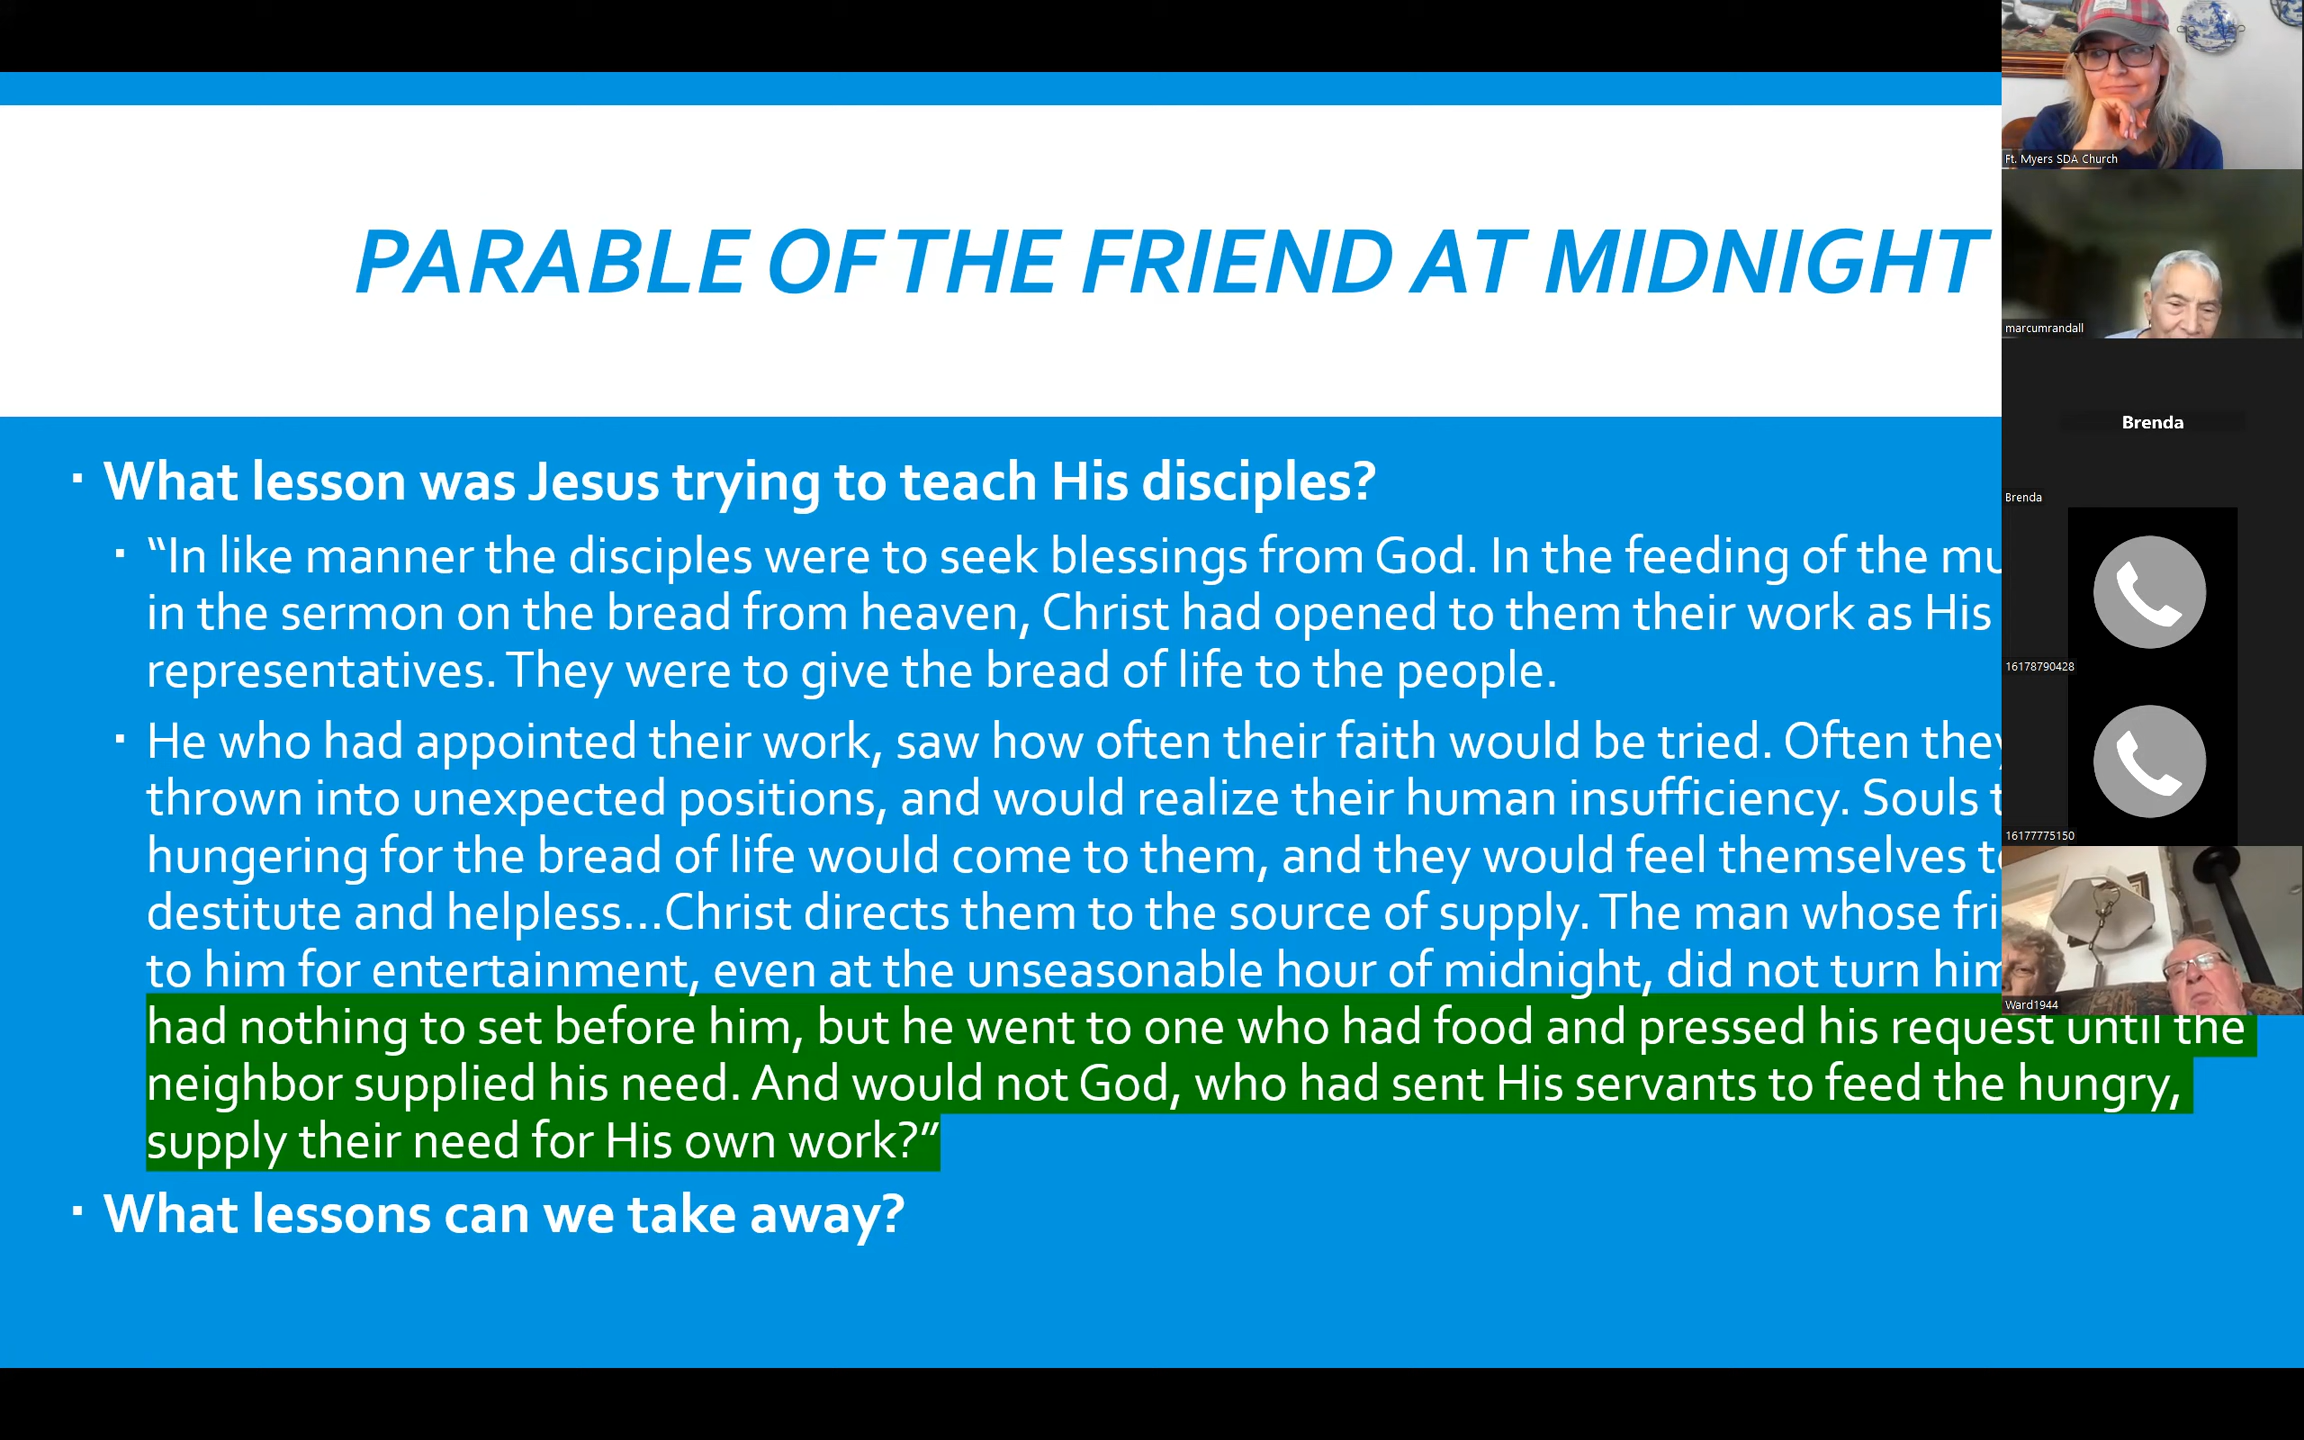 PARABLE OF THE FRIEND AT MIDNIGHT
What lesson was Jesus trying to teach His disciples?
“In like manner the disciples were to seek blessings from God. In the feeding of the
in the sermon on the bread from heaven, Christ had opened to them their work as His
representatives. They were to give the bread of life to the people.
He who had appointed their work, saw how often their faith would be tried. Often
thrown into unexpected positions, and would realize their human insufficiency. Souls
hungering for the bread of life would come to them, and they would feel themselves
destitute and helpless...Christ directs them to the source of supply. The man whose
to him for entertainment, even at the unseasonable hour of midnight, did not turn him
had nothing to set before him, but he went to one who had food and pressed his request until the
neighbor supplied his need. And would not God, who had sent His servants to feed the hungry,
supply their need for His own work?”
What lessons can we take away?
Ft. Myers SDA Church
marcumrandall
Brenda
Brenda
16178790428
16177775150
Ward1944